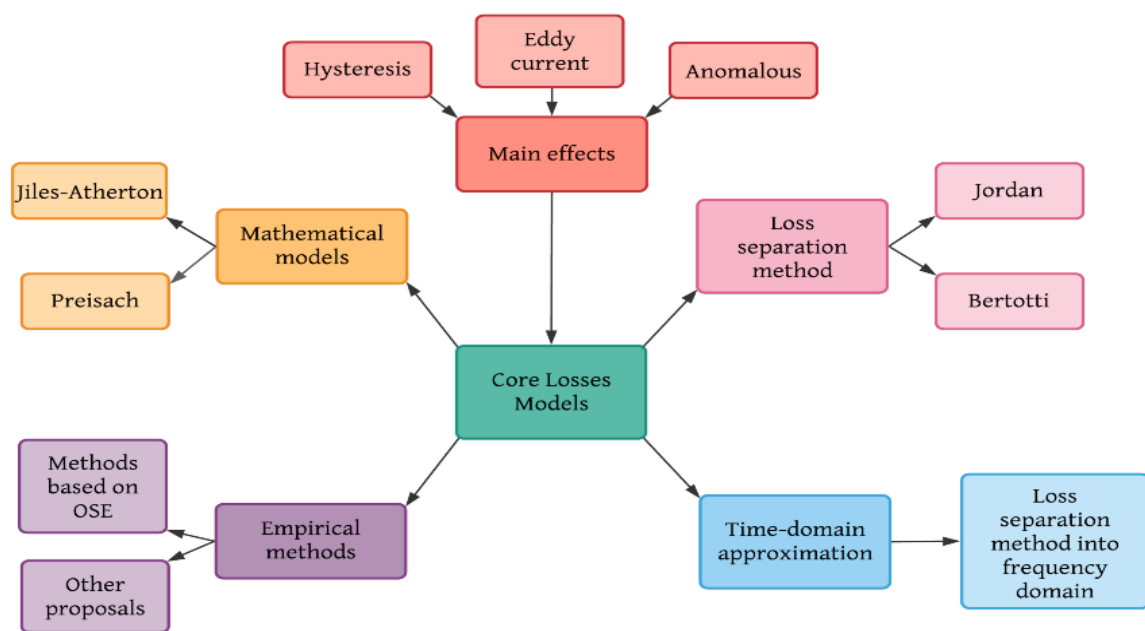 Eddy
current
Hysteresis
Anomalous
Main effects
Jiles-Atherton
Mathematical
models
Preisach
Loss
separation
method
Jordan
Bertotti
Core Losses
Models
Methods
based on
OSE
Empirical
methods
Other
proposals
Time-domain
approximation
Loss
separation
method into
frequency
domain